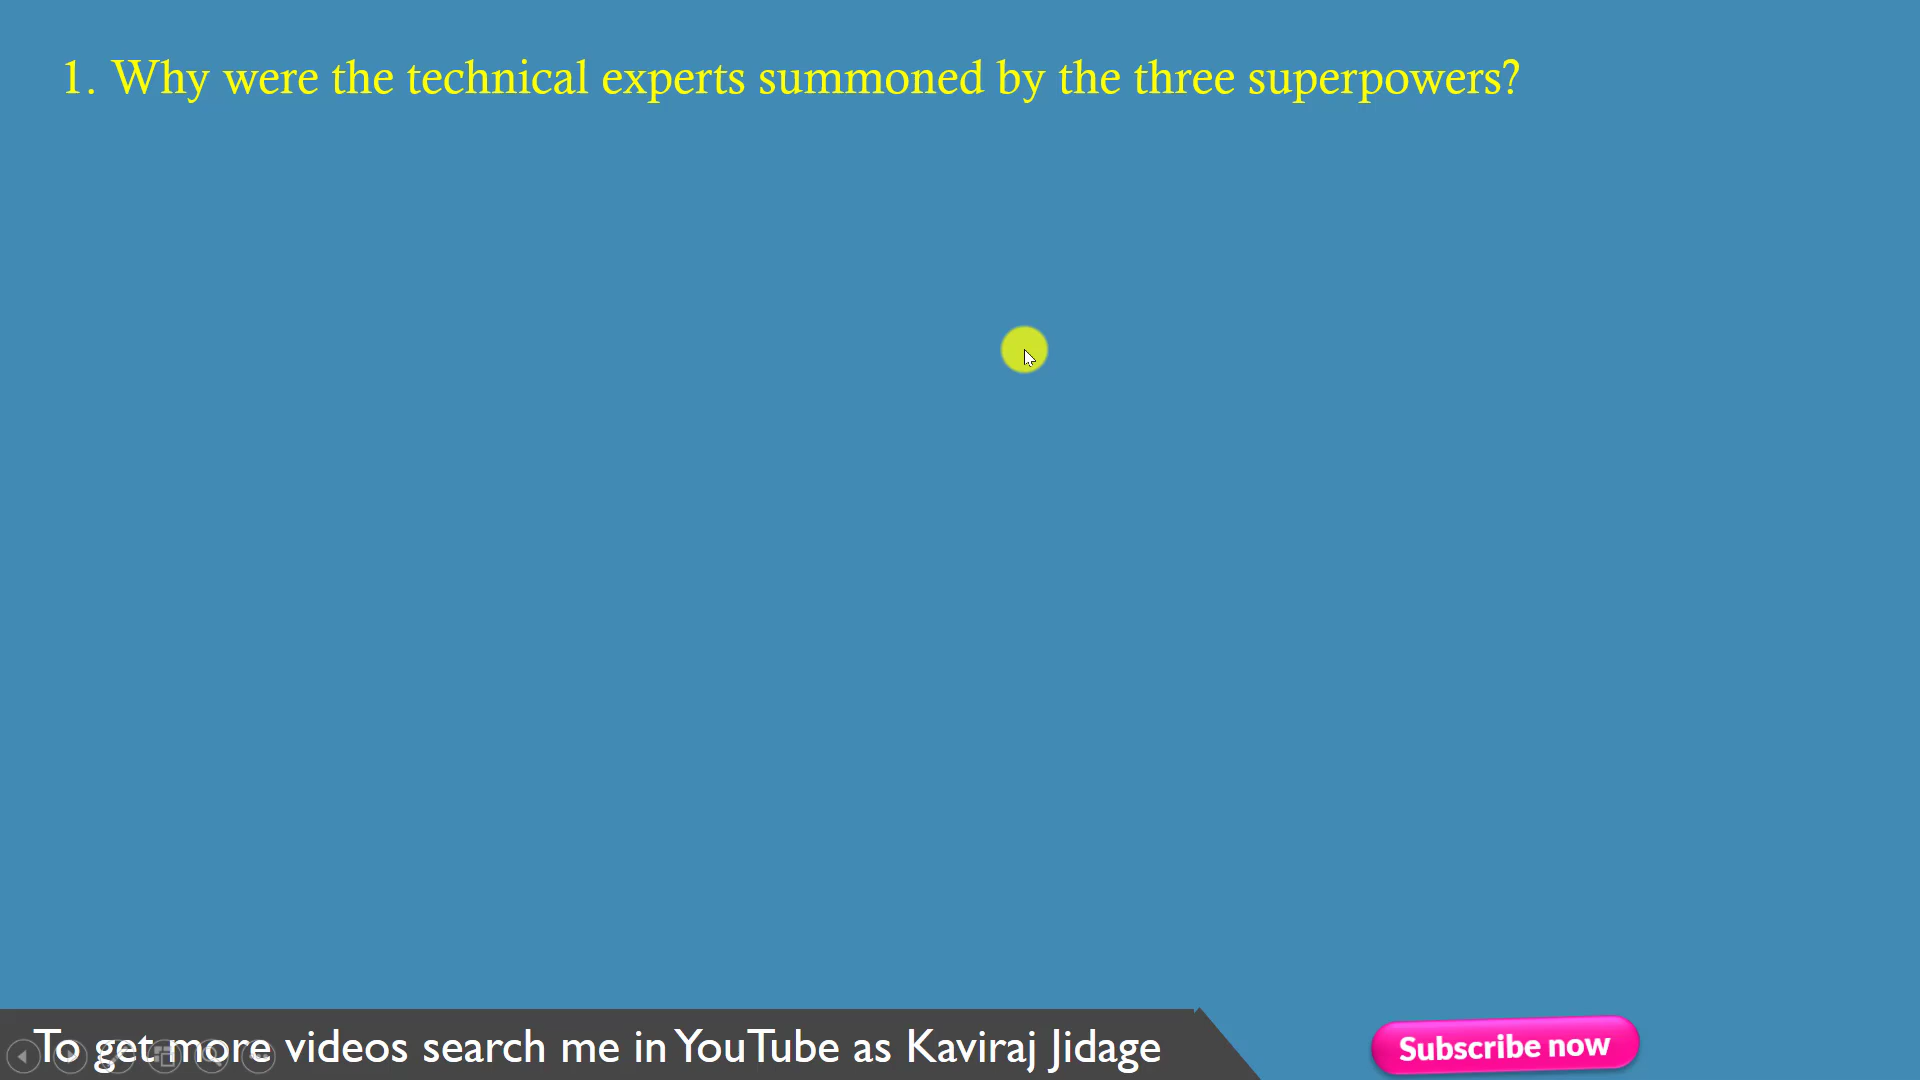 1. Why were the technical experts summoned by the three superpowers?
To get more videos search me in YouTube as Kaviraj Jidage
Subscribe now